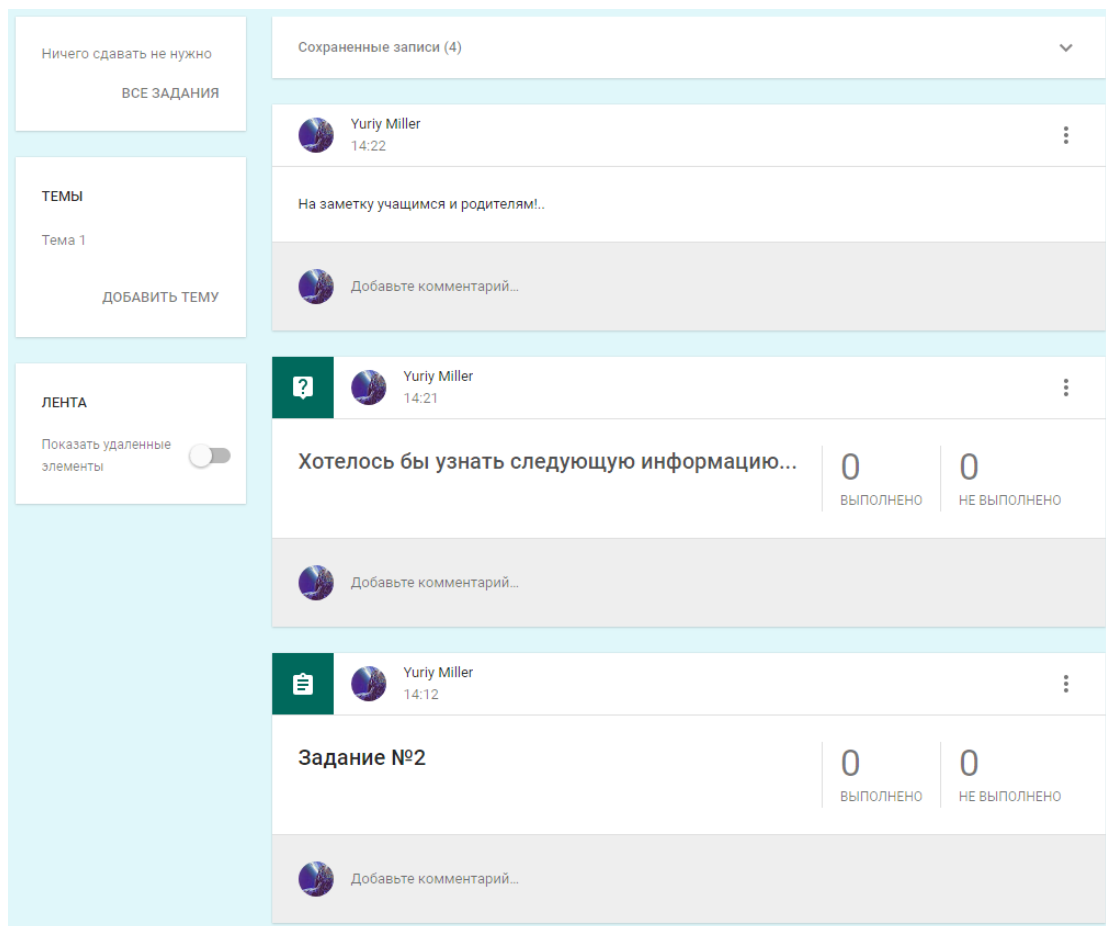 Ничего сдавать не нужно
ВСЕ ЗАДАНИЯ
ТЕМЫ
Тема 1
ДОБАВИТЬ ТЕМУ
ЛЕНТА
Показать удаленные
элементы
Сохраненные записи (4)
Yuriy Miller
14:22
На заметку учащимся и родителям!..
Добавьте комментарий...
Yuriy Miller
14:21
Хотелось бы узнать следующую информацию...
0
ВЫПОЛНЕНО
0
НЕ ВЫПОЛНЕНО
Добавьте комментарий...
Yuriy Miller
14:12
Задание №2
0
ВЫПОЛНЕНО
0
НЕ ВЫПОЛНЕНО
Добавьте комментарий...